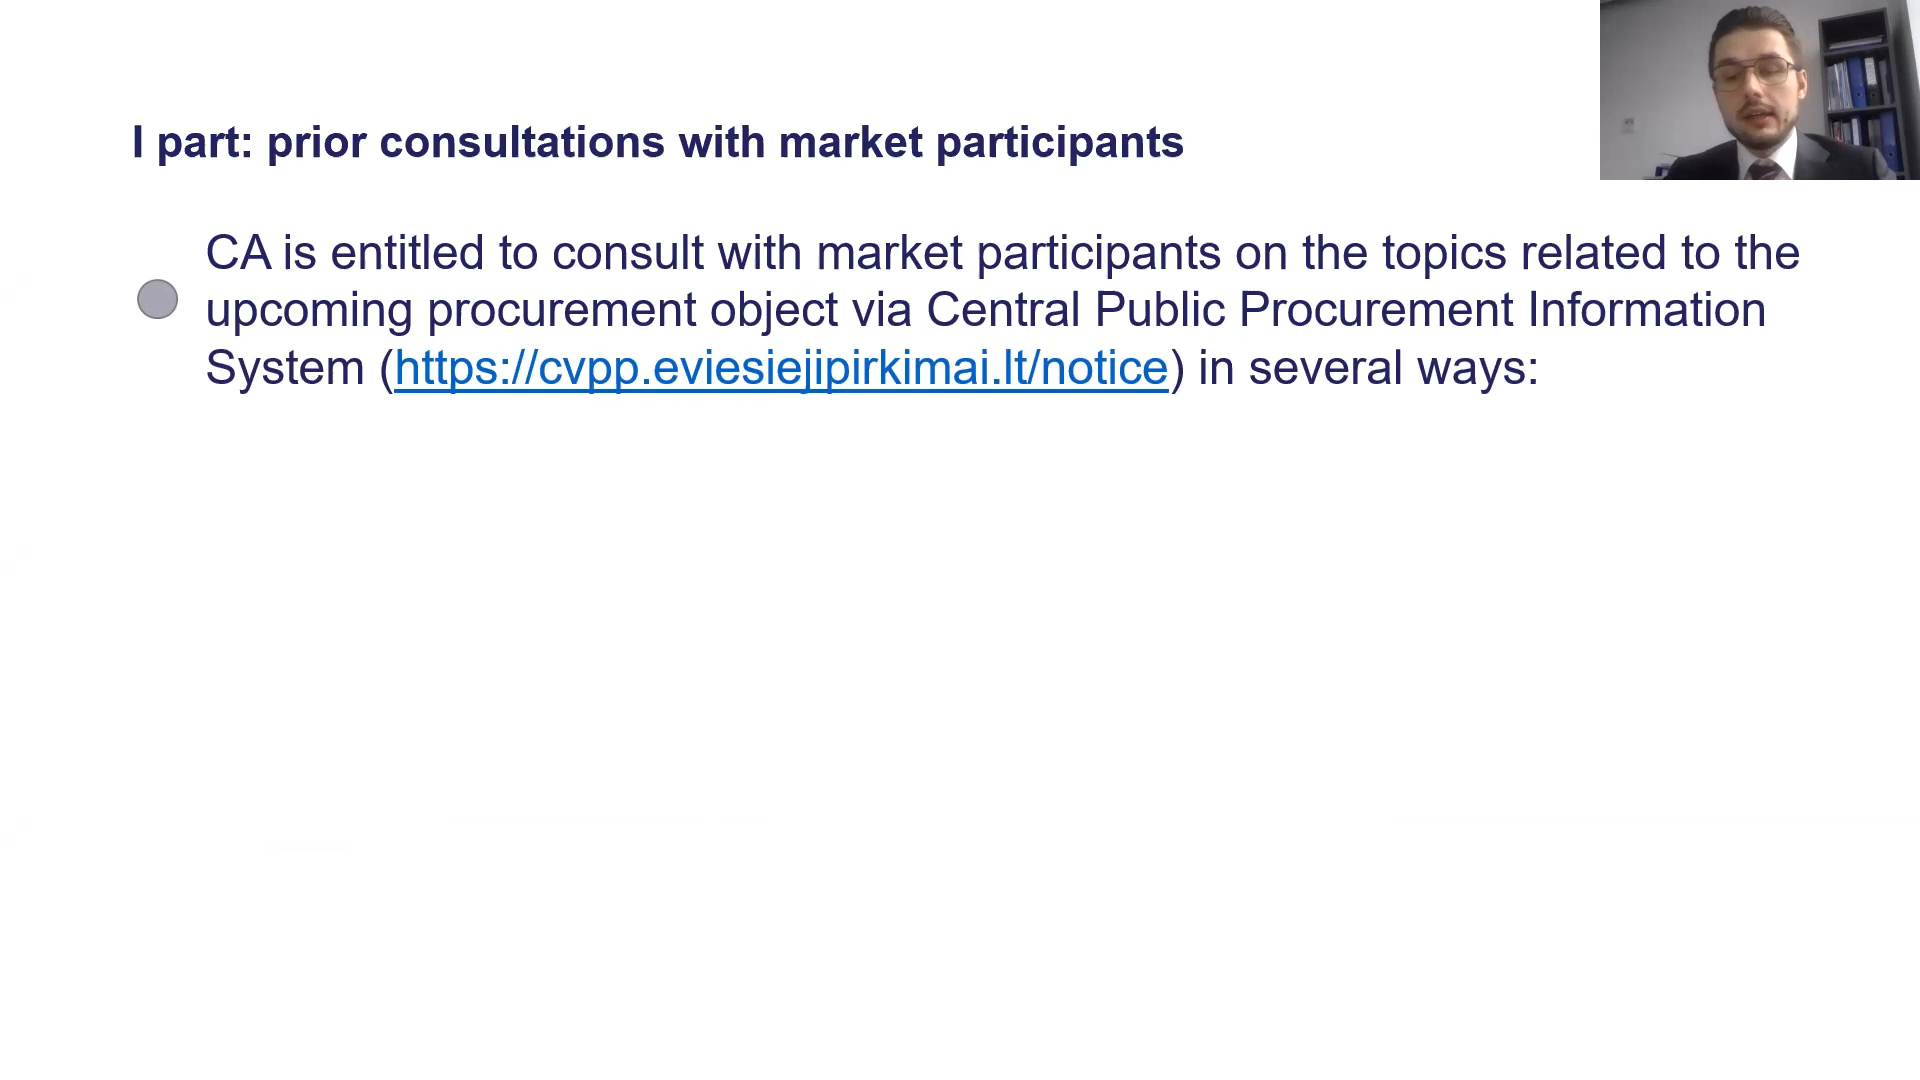 I part: prior consultations with market participants
CA is entitled to consult with market participants on the topics related to the
upcoming procurement object via Central Public Procurement Information
System (https://cvpp.eviesiejipirkimai.lt/notice) in several ways: